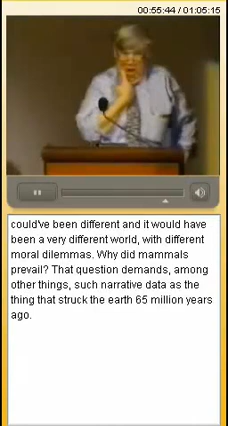 00:55:44 / 01:05:15
could've been different and it would have
been a very different world, with different
moral dilemmas. Why did mammals
prevail? That question demands, among
other things, such narrative data as the
thing that struck the earth 65 million years
ago.